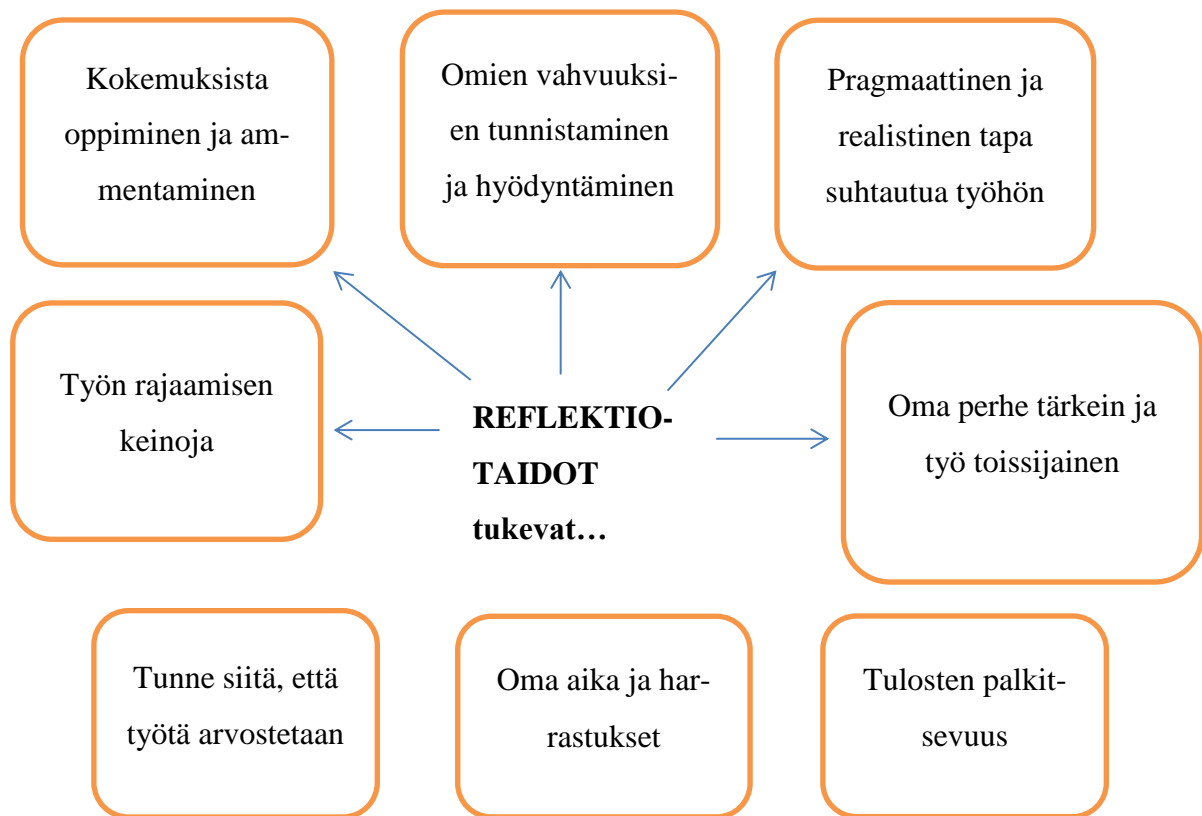 Kokemuksista
oppiminen ja am-
mentaminen
Omien vahvuuksi-
en tunnistaminen
ja hyödyntäminen
Pragmaattinen ja
realistinen tapa
suhtautua työhön
Työn rajaamisen
keinoja
REFLEKTIO-
TAIDOT
tukevat…
Oma perhe tärkein ja
työ toissijainen
Tunne siitä, että
työtä arvostetaan
Oma aika ja har-
rastukset
Tulosten palkit-
sevuus